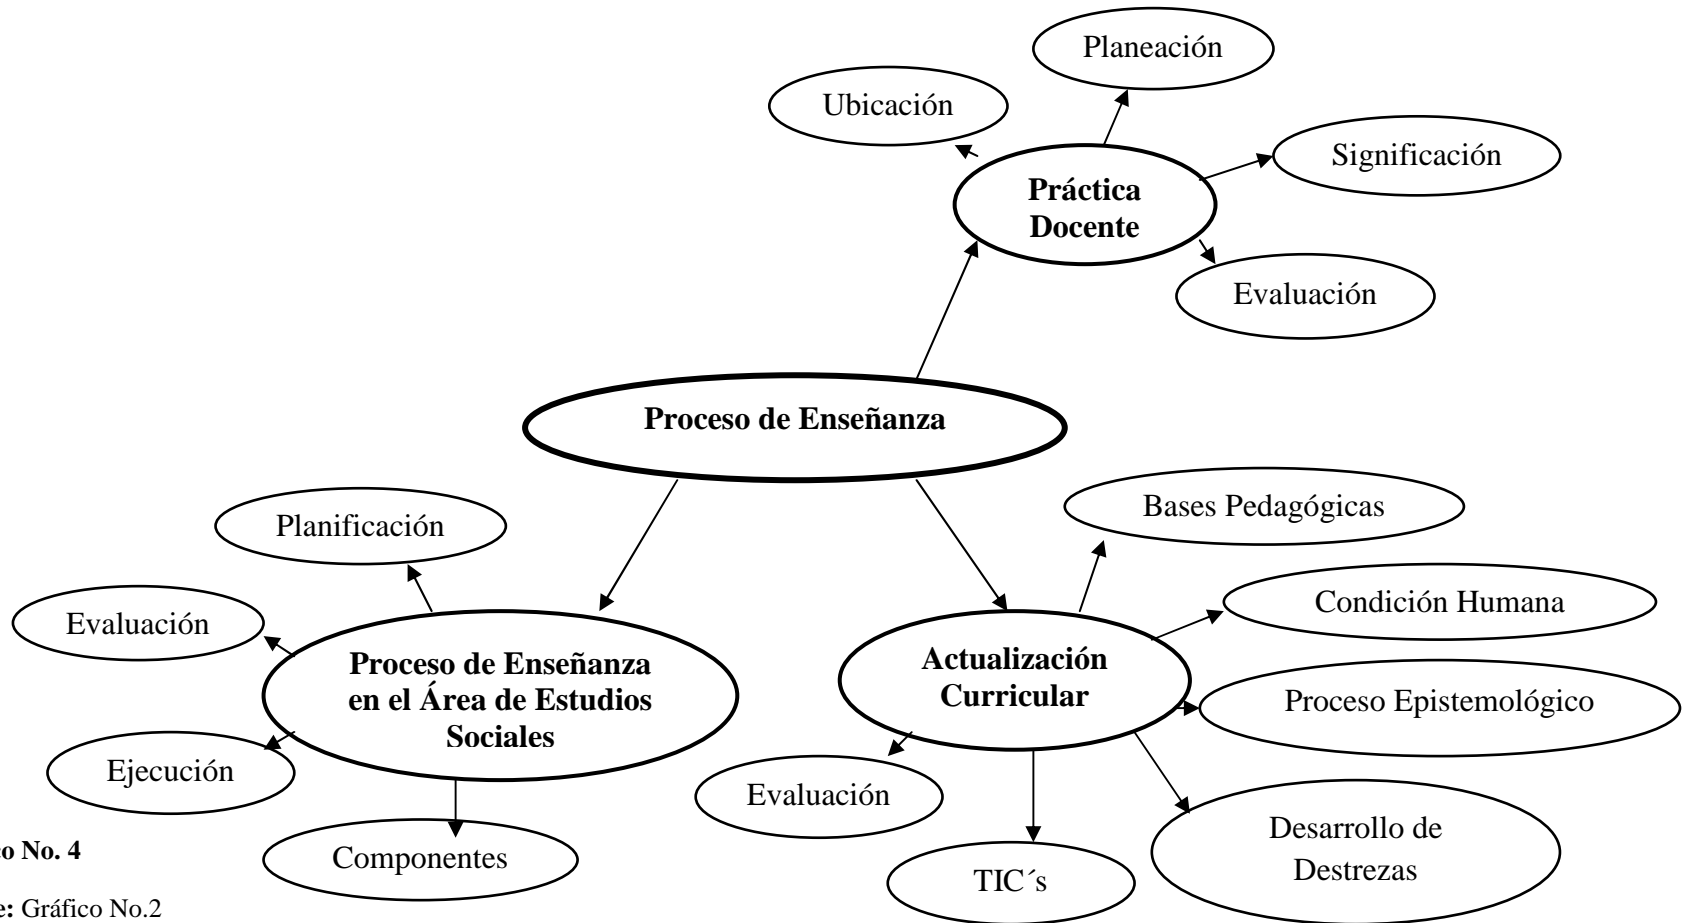 Planeación
Ubicación
Significación
Práctica
Docente
Evaluación
Proceso de Enseñanza
Bases Pedagógicas
Planificación
Condición Humana
Evaluación
Proceso de Enseñanza
en el Área de Estudios
Sociales
Actualización
Curricular
Proceso Epistemológico
Ejecución
Evaluación
Desarrollo de
Destrezas
Componentes
TIC´s
No. 4
Gráfico No.2